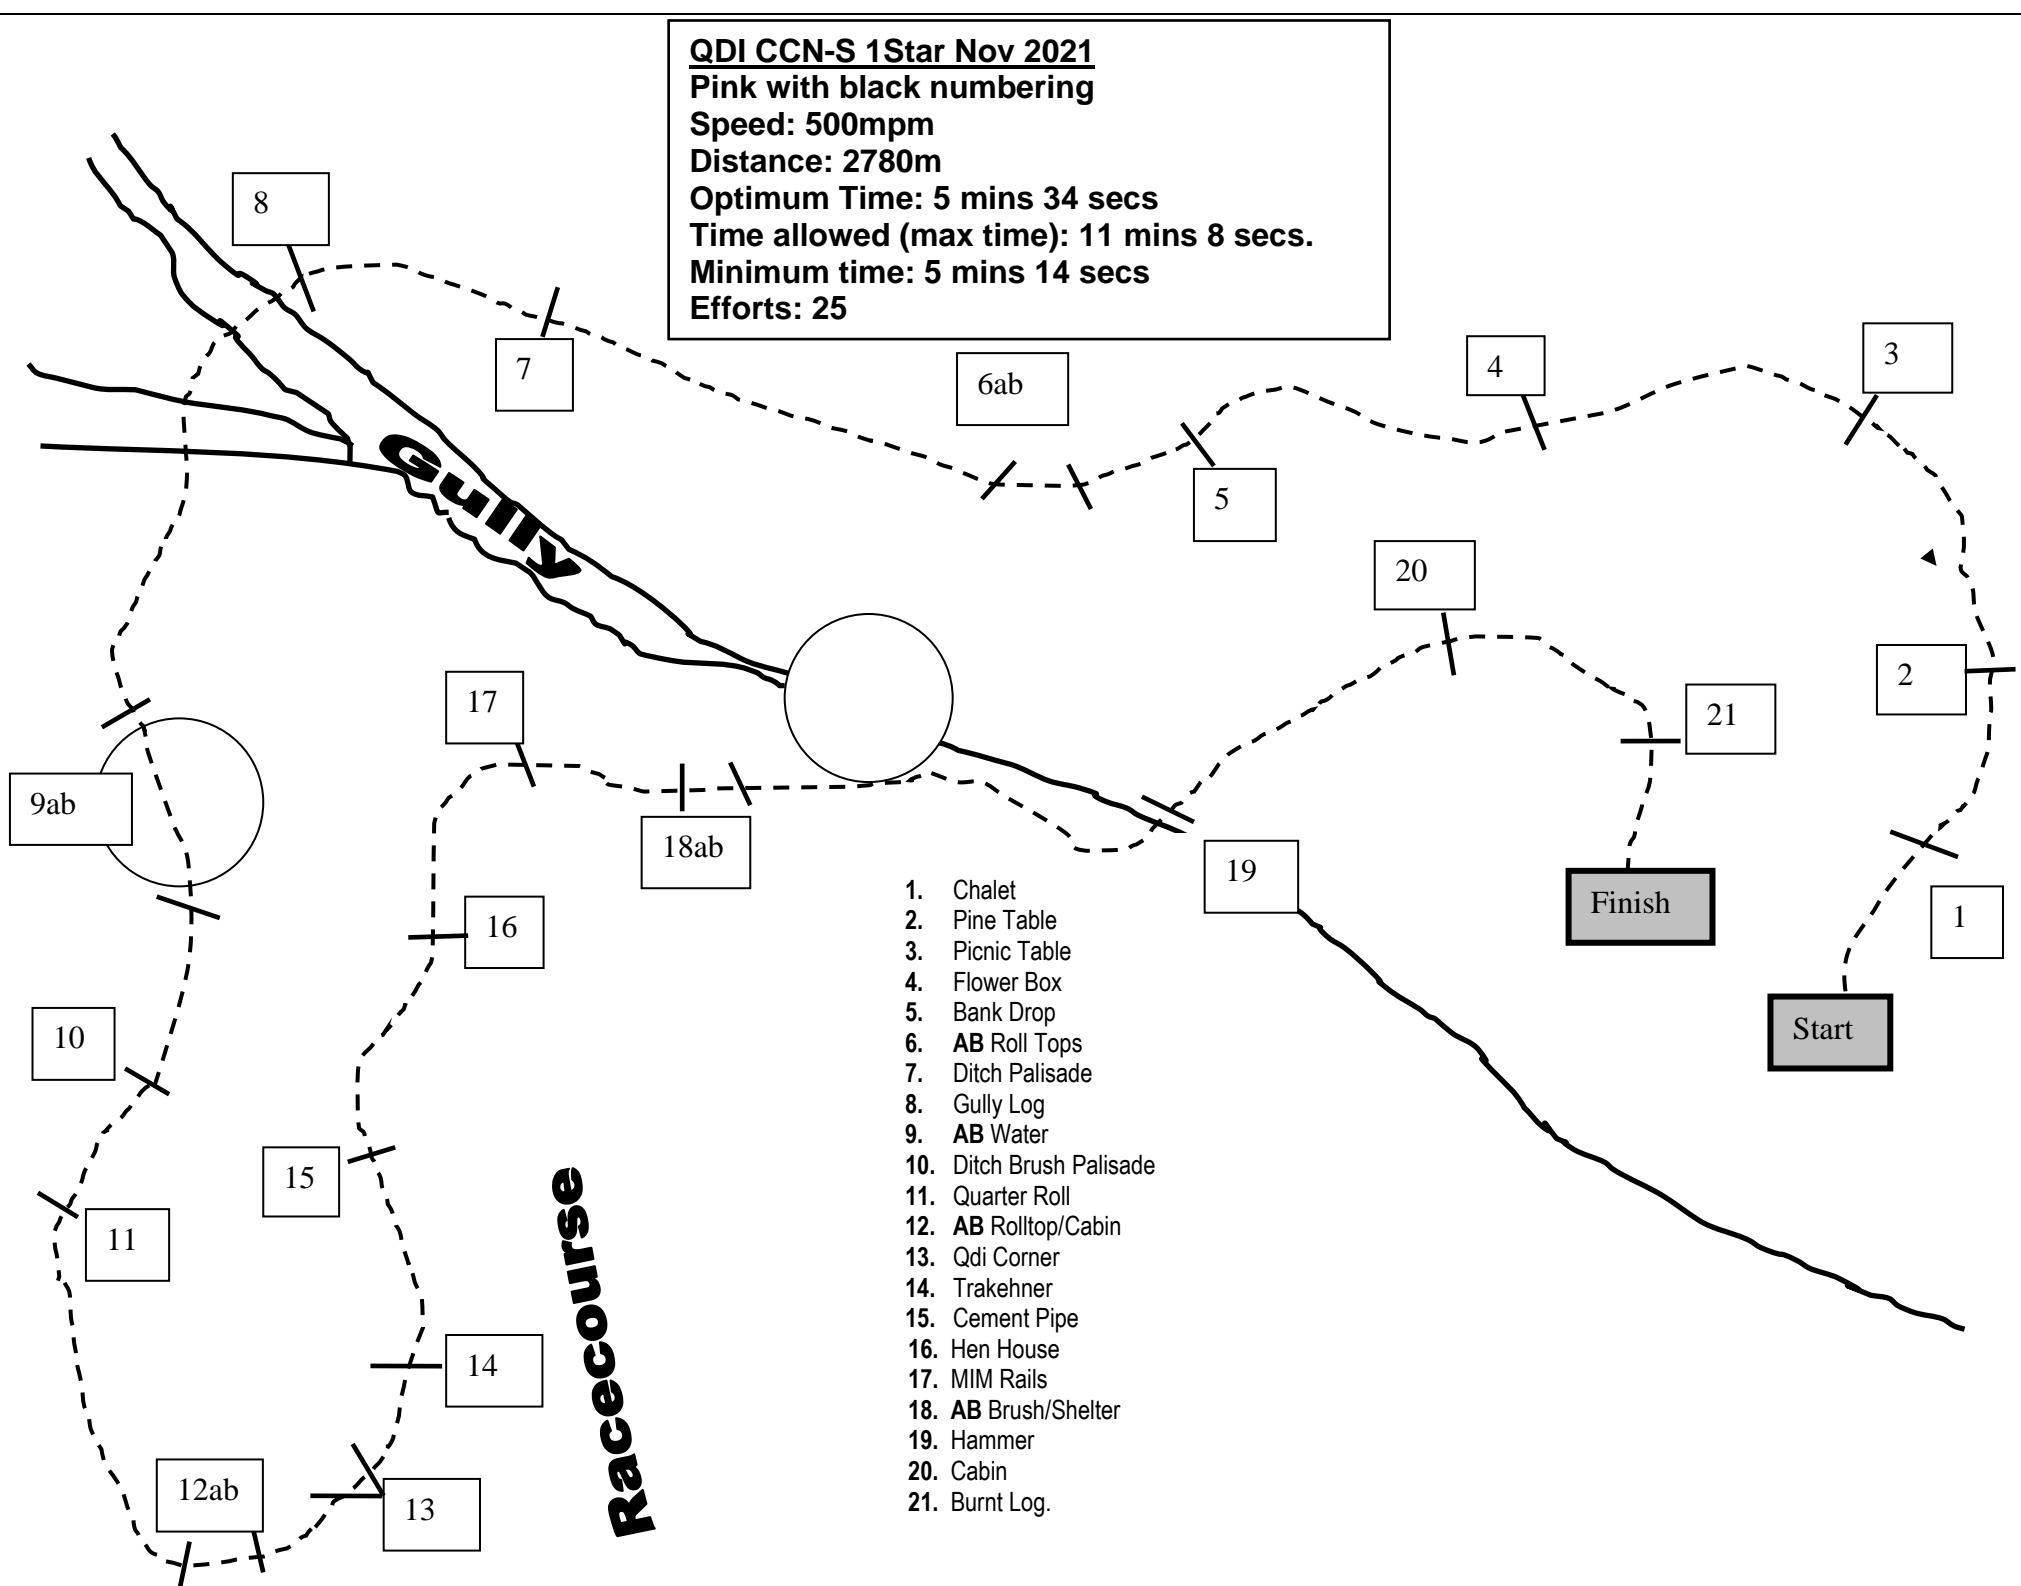 QDI CCN-S 1Star Nov 2021
Pink with black numbering
Speed: 500mpm
Distance: 2780m
Optimum Time: 5 mins 34 secs
Time allowed (max time): 11 mins 8 secs.
Minimum time: 5 mins 14 secs
Efforts: 25
8
7
6ab
5
4
3
Gully
20
2
21
17
9ab
18ab
19
Finish
1
16
10
Start
15
11
14
12ab
13
Racecourse
1. Chalet
2. Pine Table
3. Picnic Table
4. Flower Box
5. Bank Drop
6. AB Roll Tops
7. Ditch Palisade
8. Gully Log
9. AB Water
10. Ditch Brush Palisade
11. Quarter Roll
12. AB Rolltop/Cabin
13. Qdi Corner
14. Trakehner
15. Cement Pipe
16. Hen House
17. MIM Rails
18. AB Brush/Shelter
19. Hammer
20. Cabin
21. Burnt Log.